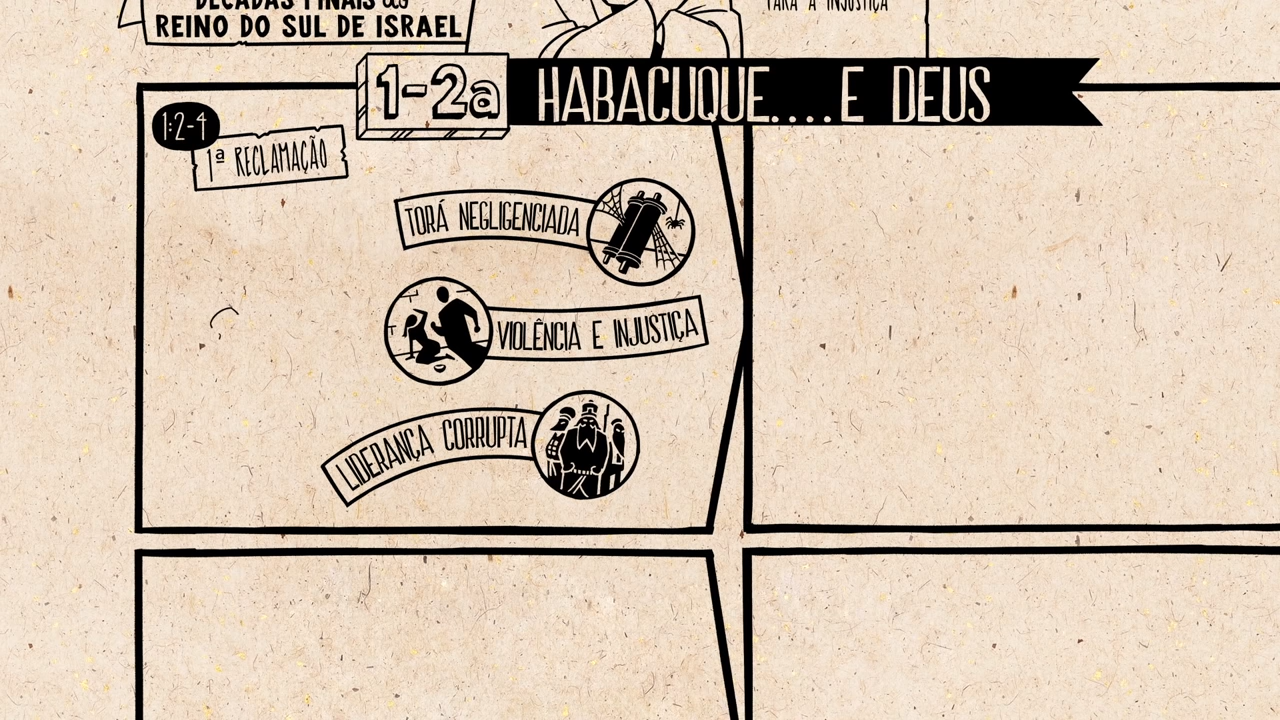 DÉCADAS FINAIS do
REINO DO SUL DE ISRAEL
PARA A INJUSTIÇA
1-2a HABACUQUE....E DEUS
1:2-4
1ª RECLAMAÇÃO
TORÁ NEGLIGENCIADA
VIOLÊNCIA E INJUSTIÇA
LIDERANÇA CORRUPTA